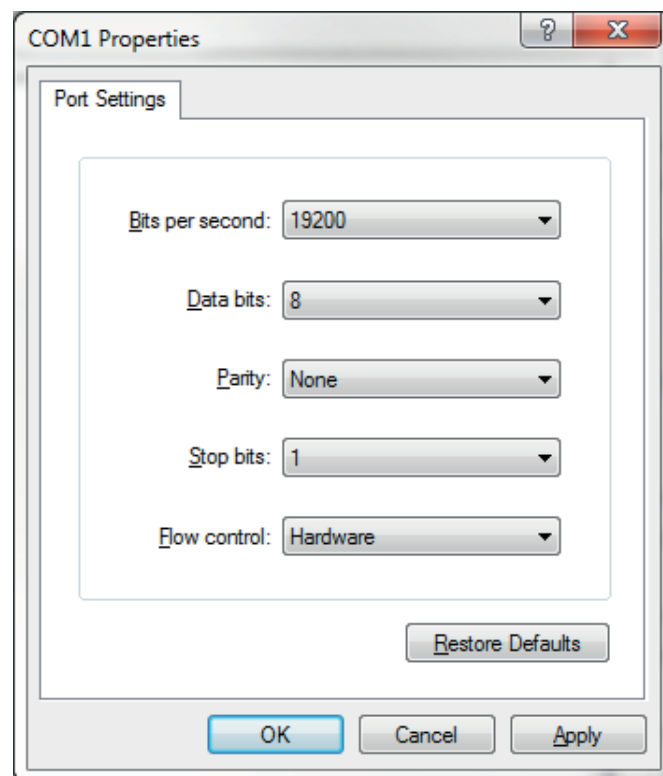 COM1 Properties
Port Settings
Bits per second: 19200
Data bits: 8
Parity: None
Stop bits: 1
Flow control: Hardware
Restore Defaults
OK Cancel Apply